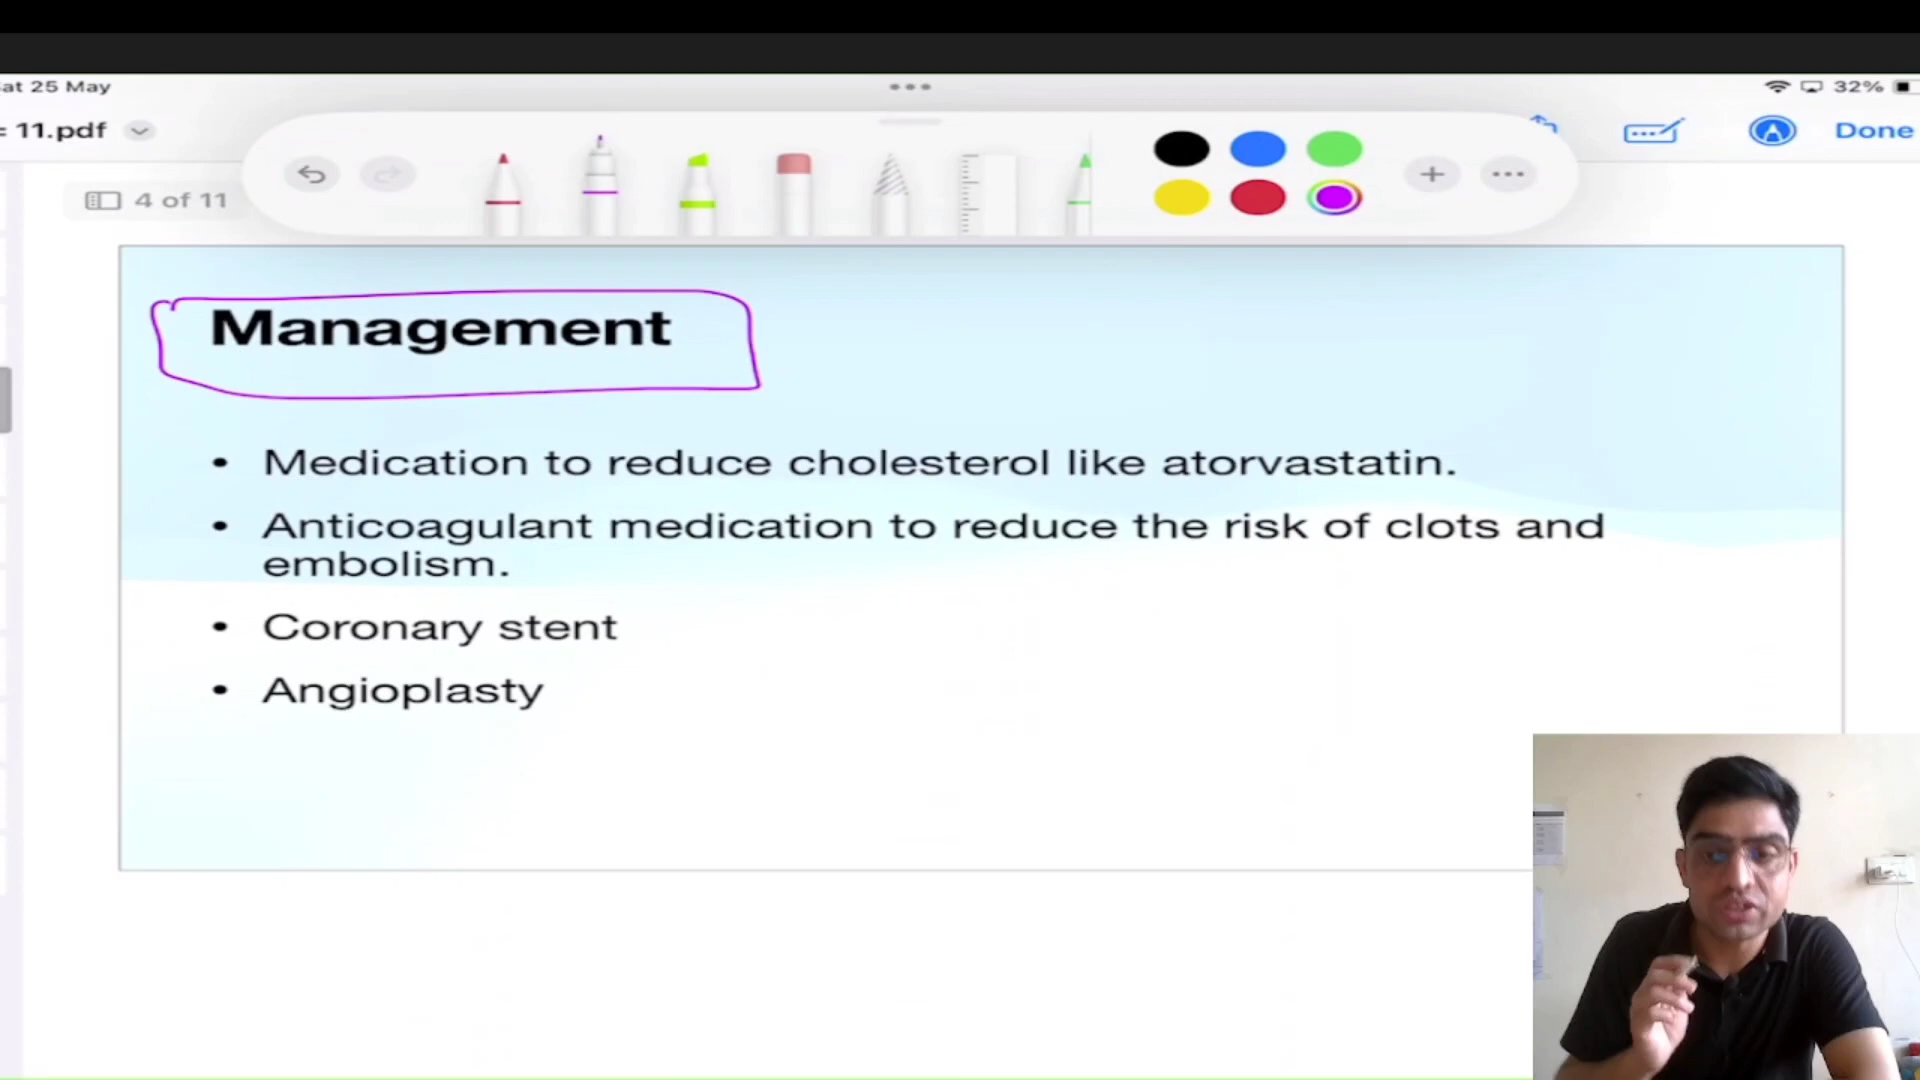 at 25 May
32%
11.pdf
Done
4 of 11
Management
• Medication to reduce cholesterol like atorvastatin.
• Anticoagulant medication to reduce the risk of clots and
embolism.
• Coronary stent
• Angioplasty